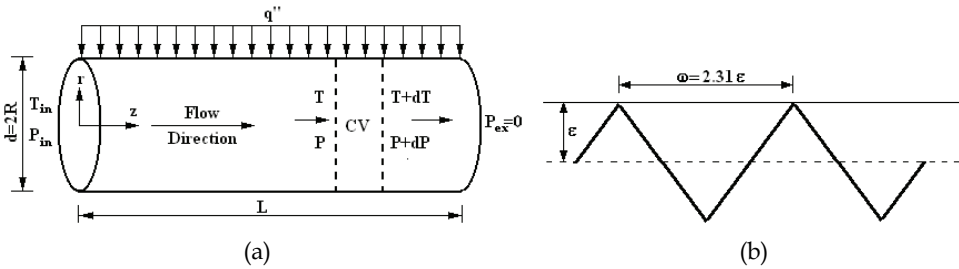 q"
d=2R
T_in
P_in
r
z
Flow
Direction
T
P
CV
T+dT
P+dP
P_ex=0
L
(a)
ω=2.31 ε
ε
(b)